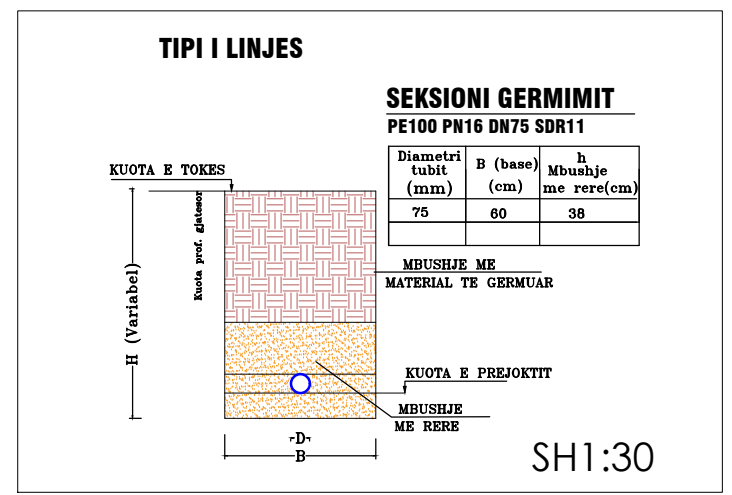 TIPI I LINJES
SEKSIONI GERMIMIT
PE100 PN16 DN75 SDR11
Diametri tubit (mm)
B (base) (cm)
h Mbushje me rere(cm)
75
60
38
KUOTA E TOKES
Kuota prof. gjatesor
H (Variabel)
MBUSHJE ME
MATERIAL TE GERMUAR
KUOTA E PREJOKTIT
MBUSHJE
ME RERE
D
B
SH1:30